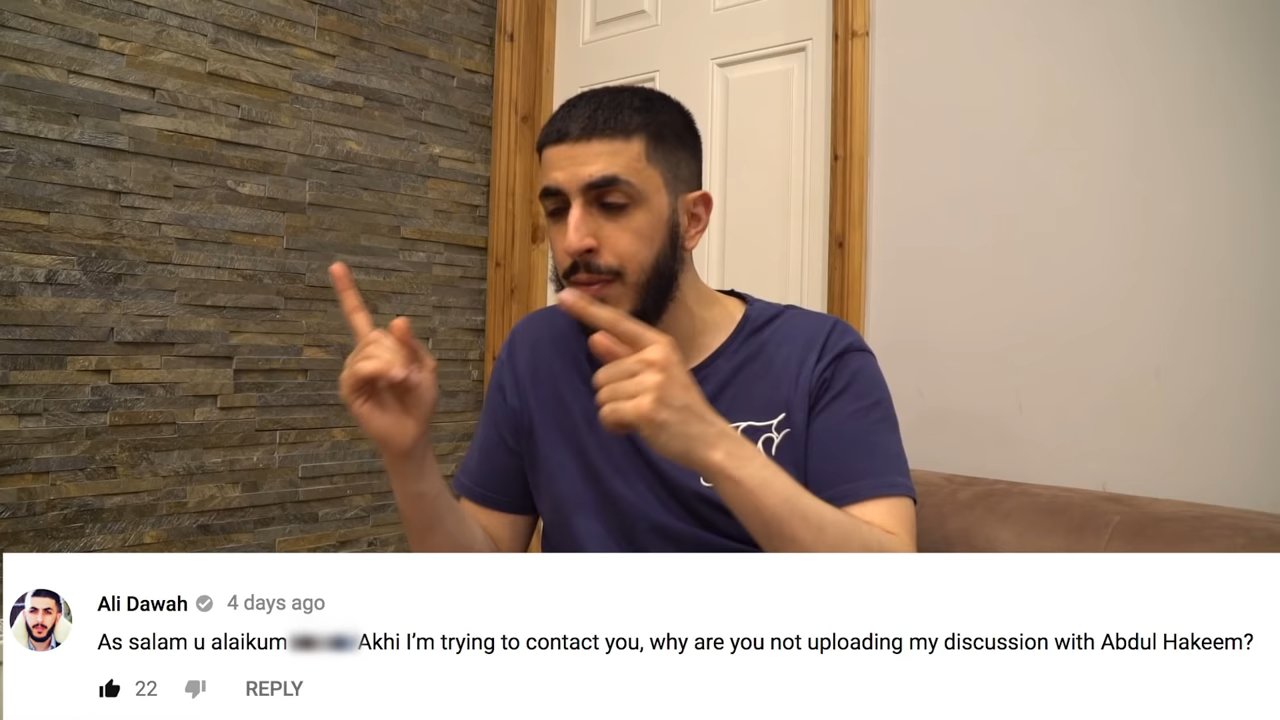 Ali Dawah 4 days ago
As salam u alaikum Akhi I’m trying to contact you, why are you not uploading my discussion with Abdul Hakeem?
22 REPLY